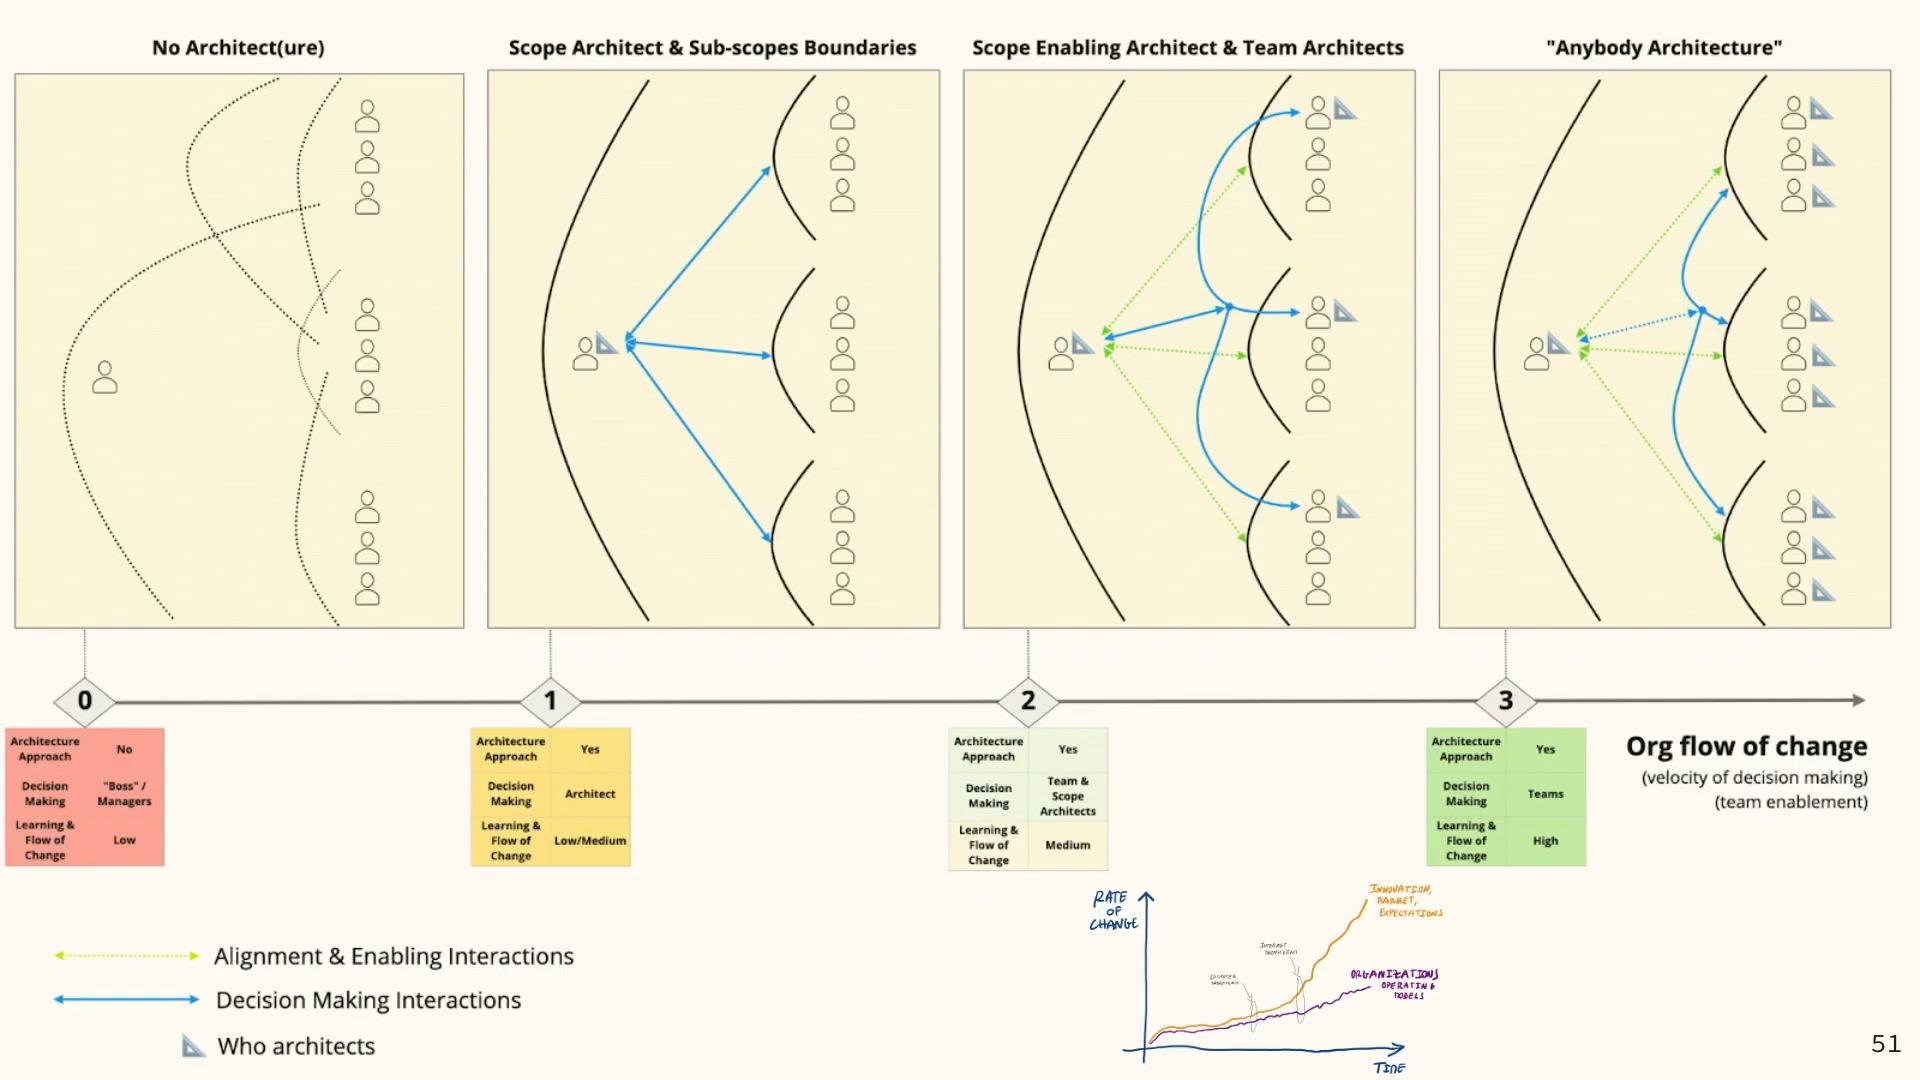 No Architect(ure)
Scope Architect & Sub-scopes Boundaries
Scope Enabling Architect & Team Architects
"Anybody Architecture"
0
1
2
3
Architecture Approach
No
Decision Making
"Boss" / Managers
Learning & Flow of Change
Low
Architecture Approach
Yes
Decision Making
Architect
Learning & Flow of Change
Low/Medium
Architecture Approach
Yes
Decision Making
Team & Scope Architects
Learning & Flow of Change
Medium
Architecture Approach
Yes
Decision Making
Teams
Learning & Flow of Change
High
Org flow of change
(velocity of decision making)
(team enablement)
Alignment & Enabling Interactions
Decision Making Interactions
Who architects
RATE
OF
CHANGE
INNOVATION,
MARKET,
EXPECTATIONS
ORGANIZATIONS
OPERATING
MODELS
TIME
51